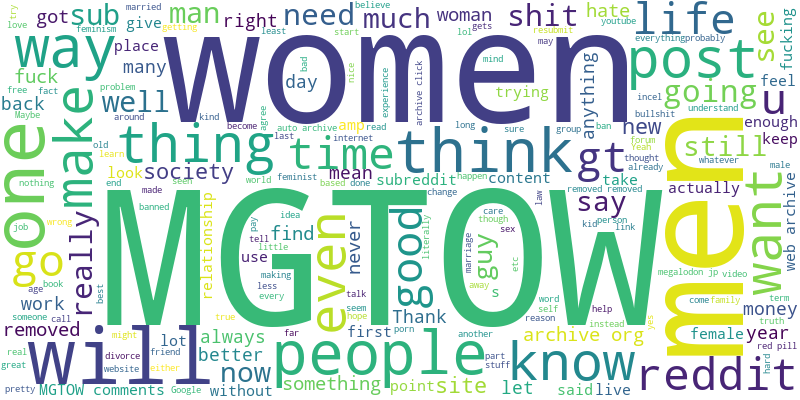 try
got
sub
man
right
need
much
woman
shit
hate
believe
married
love
feminism
many
give
place
least
start
lol
gets
youtube
everything
probably
life
resubmit
may
fucking
way
women
post
see
fuck
back
well
day
bad
nice
experience
archive click
mind
trying
anything
going
u
feel
problem
free
fact
Maybe
getting
around
kind
become
agree
auto archive
amp
read
long
sure
group
ban
bullshit
incel
understand
new
enough
keep
one
make
thing
time
think
gt
still
men
want
old
learn
last
internet
forum
Yeah
thought
already
whatever
male
look
society
mean
subreddit
content
take
actually
nothing
end
seen
world
feminist
based
done
happen
change
law
removed removed
web archive
go
really
made
banned
relationship
pay
idea
find
tell
little
use
making
less
every
even
never
good
literally
care
though
sex
guy
s
etc
marriage
away
say
kid
person
link
MGTOW
wrong
job
age
book
work
someone
call
best
removed
true
talk
seem
hope
first
Thank
word
self
help
reason
instead
archive org
yes
megalodon jp
video
come
family
term
money
truth
female
year
real
great
will
might
always
lot
better
far
porn
another
part
stuff
people
know
red pill
hard
reddit
divorce
friend
website
either
now
without
something
point
site
let
said
live
pretty
MGTOW comments
Google